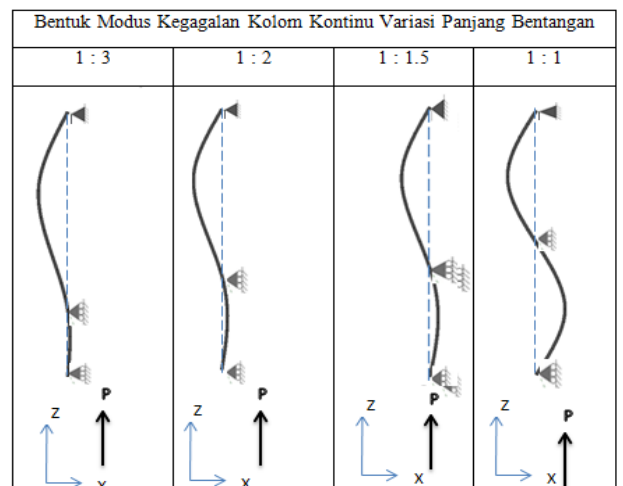 Bentuk Modus Kegagalan Kolom Kontinu Variasi Panjang Bentangan
1 : 3 1 : 2 1 : 1.5 1 : 1
P P P P
Z Z Z Z
X X X X